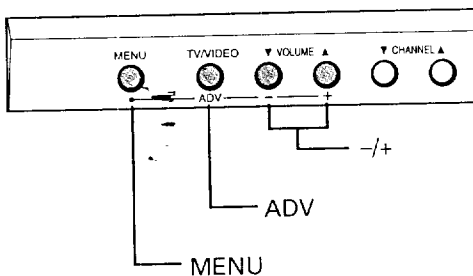 MENU TV/VIDEO ▼ VOLUME ▲ ▼ CHANNEL ▲
ADV - +
-/+
ADV
MENU